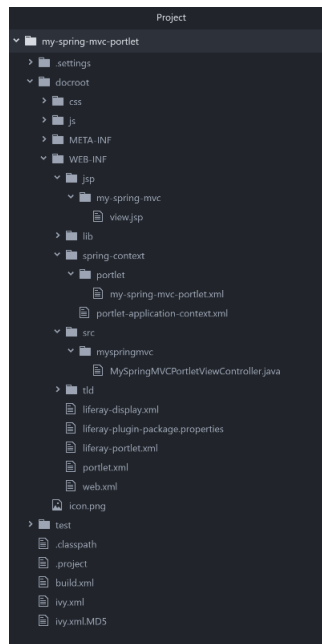 Project
my-spring-mvc-portlet
.settings
docroot
css
js
META-INF
WEB-INF
jsp
my-spring-mvc
view.jsp
lib
spring-context
portlet
my-spring-mvc-portlet.xml
portlet-application-context.xml
src
myspringmvc
MySpringMVCPortletViewController.java
tld
liferay-display.xml
liferay-plugin-package.properties
liferay-portlet.xml
portlet.xml
web.xml
icon.png
test
.classpath
.project
build.xml
ivy.xml
ivy.xml.MD5